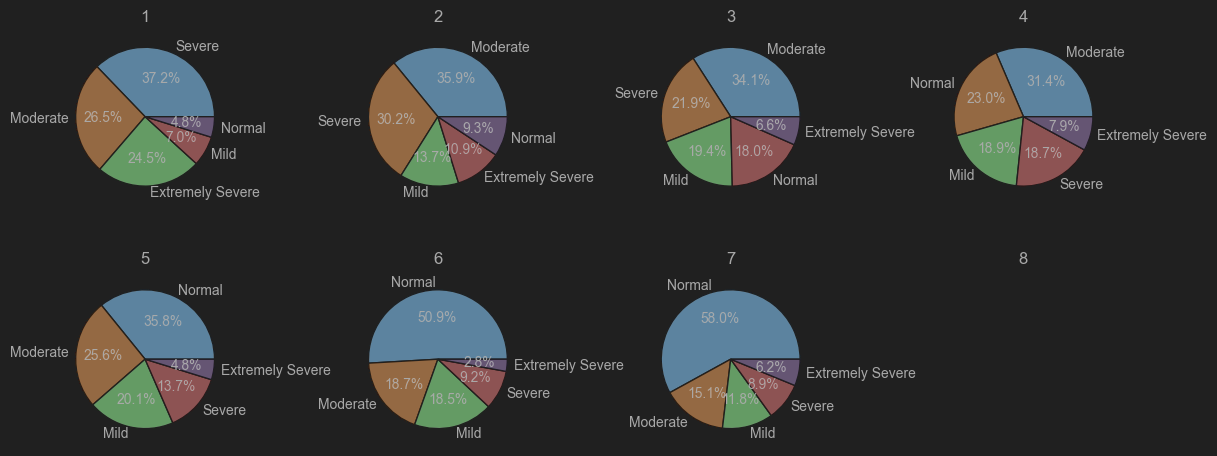 1
Severe
37.2%
Moderate
26.5%
4.8%
Normal
7.0%
Mild
24.5%
Extremely Severe
2
Moderate
35.9%
Severe
30.2%
9.3%
Normal
10.9%
13.7%
Extremely Severe
Mild
3
Moderate
34.1%
Severe
21.9%
6.6%
Extremely Severe
19.4%
18.0%
Mild
Normal
4
Moderate
31.4%
Normal
23.0%
7.9%
Extremely Severe
18.9%
18.7%
Mild
Severe
5
Normal
35.8%
Moderate
25.6%
4.8%
Extremely Severe
13.7%
20.1%
Severe
Mild
6
Normal
50.9%
2.8%
Extremely Severe
9.2%
18.7%
Severe
18.5%
Moderate
Mild
7
Normal
58.0%
6.2%
Extremely Severe
8.9%
15.1%
11.8%
Severe
Moderate
Mild
8